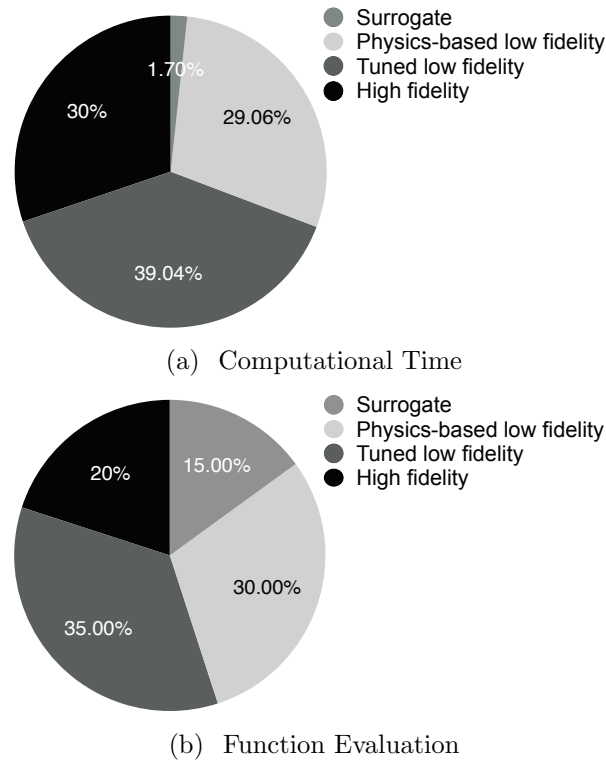 Surrogate
Physics-based low fidelity
Tuned low fidelity
High fidelity
1.70%
30%
29.06%
39.04%
(a) Computational Time
Surrogate
Physics-based low fidelity
Tuned low fidelity
High fidelity
20%
15.00%
30.00%
35.00%
(b) Function Evaluation